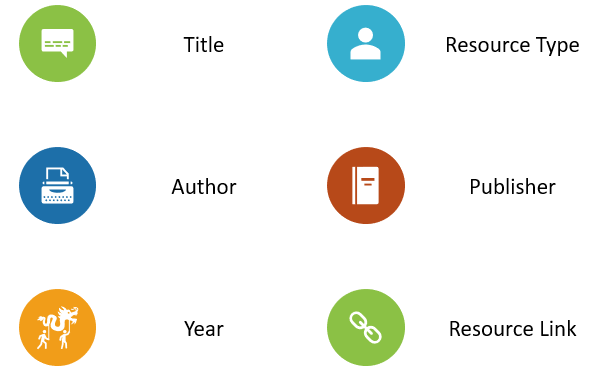 Title
Resource Type
Author
Publisher
Year
Resource Link